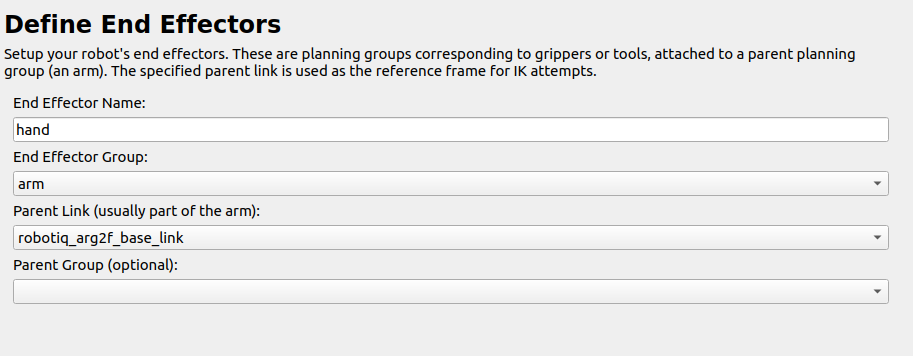 Define End Effectors
Setup your robot's end effectors. These are planning groups corresponding to grippers or tools, attached to a parent planning
group (an arm). The specified parent link is used as the reference frame for IK attempts.
End Effector Name:
hand
End Effector Group:
arm
Parent Link (usually part of the arm):
robotiq_arg2f_base_link
Parent Group (optional):